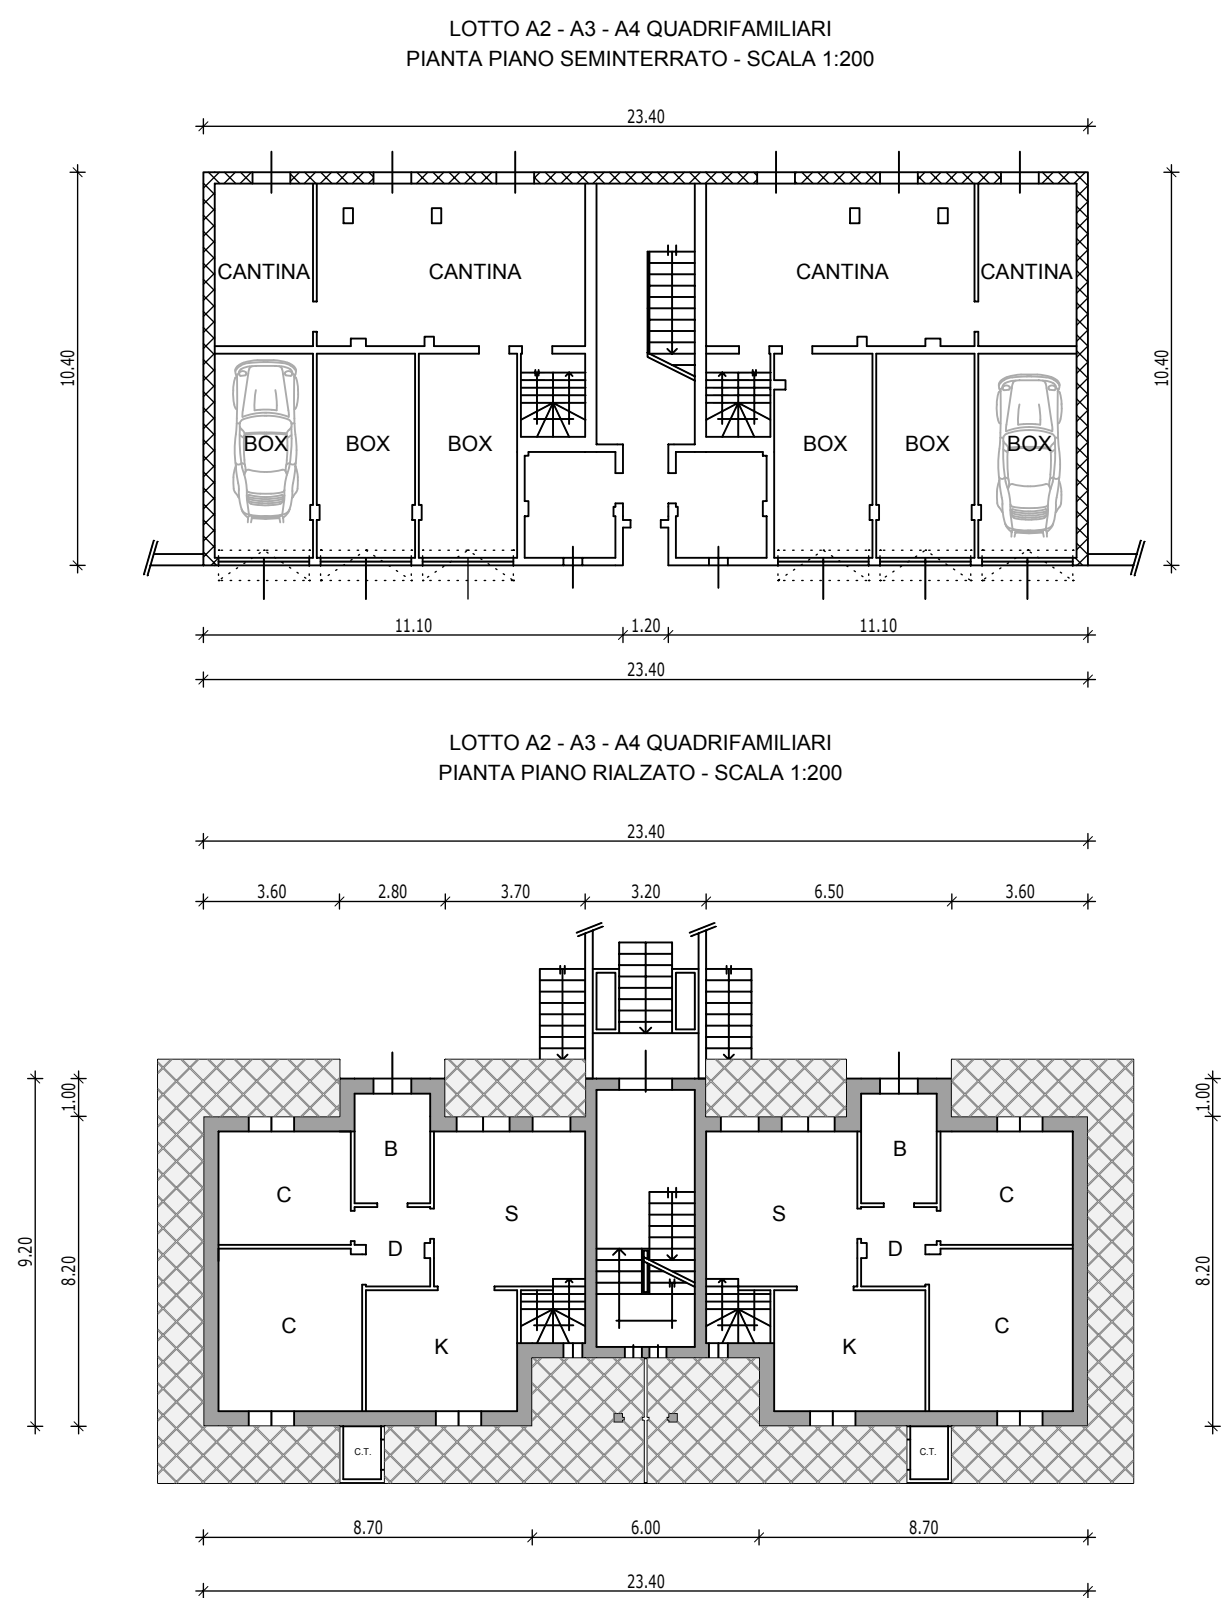 LOTTO A2 - A3 - A4 QUADRIFAMILIARI
PIANTA PIANO SEMINTERRATO - SCALA 1:200
23.40
10.40
10.40
CANTINA
CANTINA
CANTINA
CANTINA
BOX
BOX
BOX
BOX
BOX
BOX
11.10
1.20
11.10
23.40
LOTTO A2 - A3 - A4 QUADRIFAMILIARI
PIANTA PIANO RIALZATO - SCALA 1:200
23.40
3.60
2.80
3.70
3.20
6.50
3.60
1.00
1.00
B
B
C
S
S
C
D
D
9.20
8.20
8.20
C
K
K
C
C.T.
C.T.
8.70
6.00
8.70
23.40